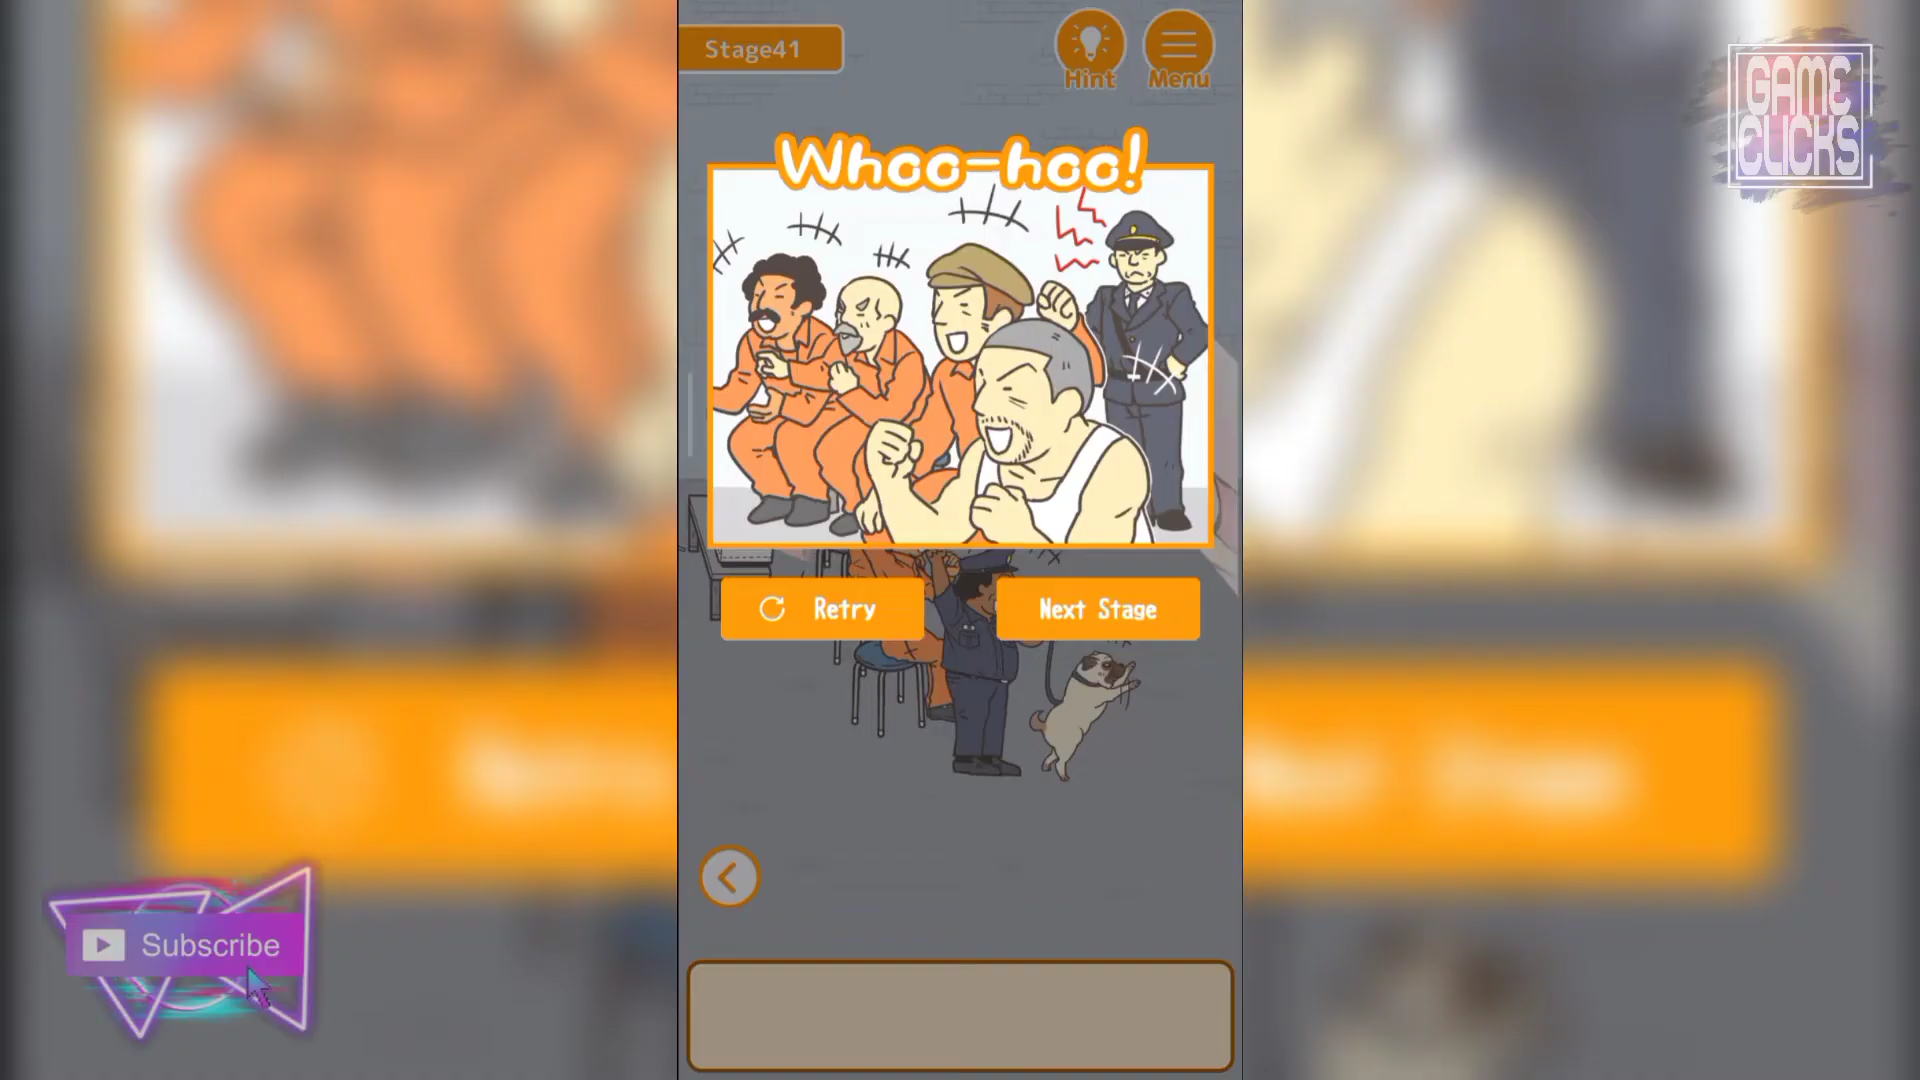 Stage41
Hint
Menu
GAME
CLICKS
Whoo-hoo!
Retry
Next Stage
Subscribe